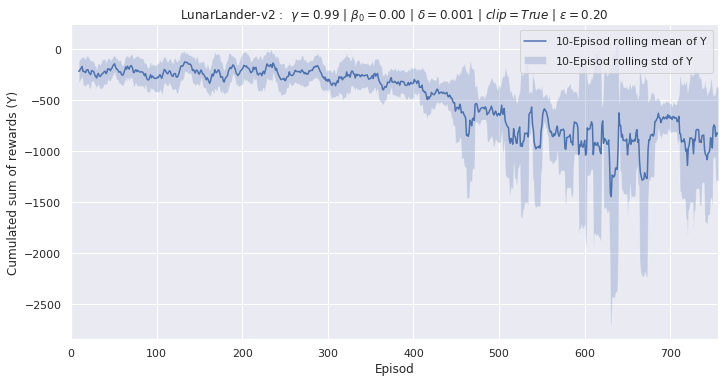 LunarLander-v2 : γ = 0.99 | β₀ = 0.00 | δ = 0.001 | clip = True | ε = 0.20
10-Episod rolling mean of Y
10-Episod rolling std of Y
Cumulated sum of rewards (Y)
0
−500
−1000
−1500
−2000
−2500
0 100 200 300 400 500 600 700
Episod